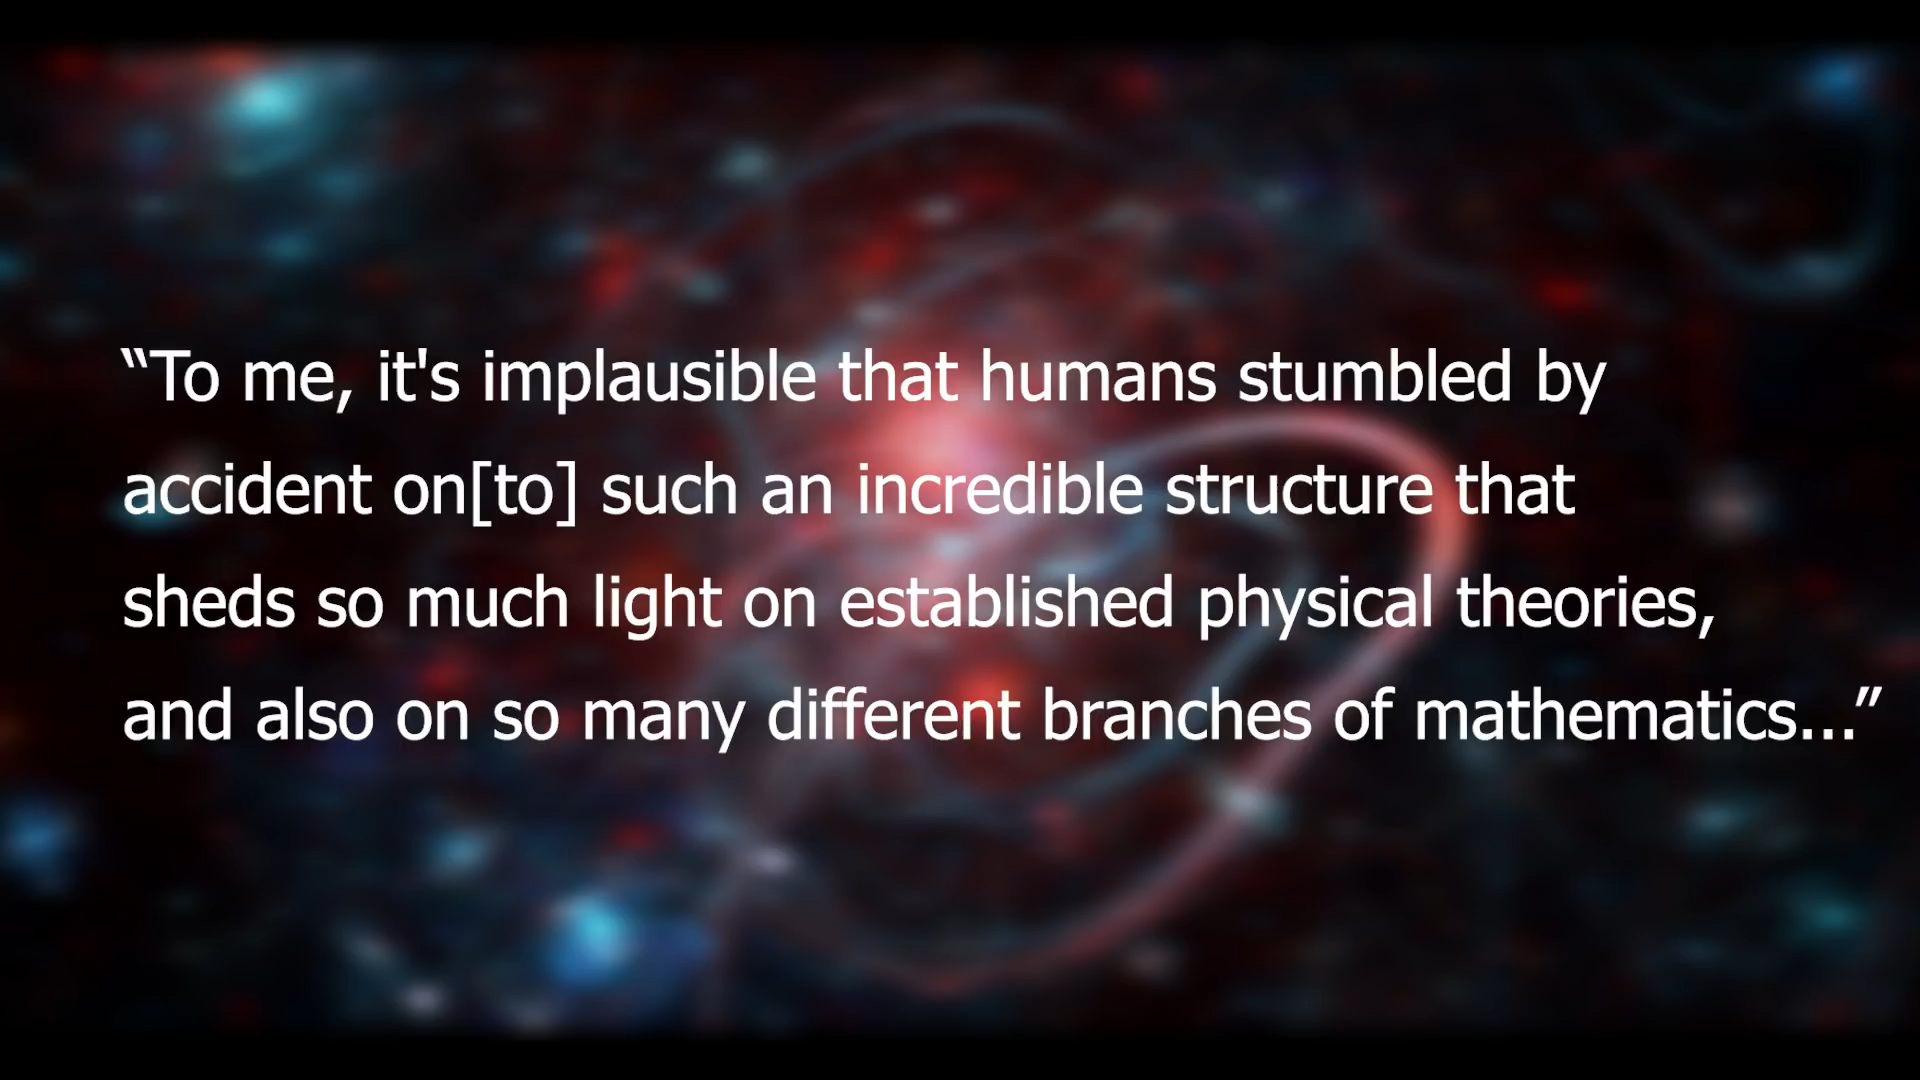 “To me, it's implausible that humans stumbled by
accident on[to] such an incredible structure that
sheds so much light on established physical theories,
and also on so many different branches of mathematics...”